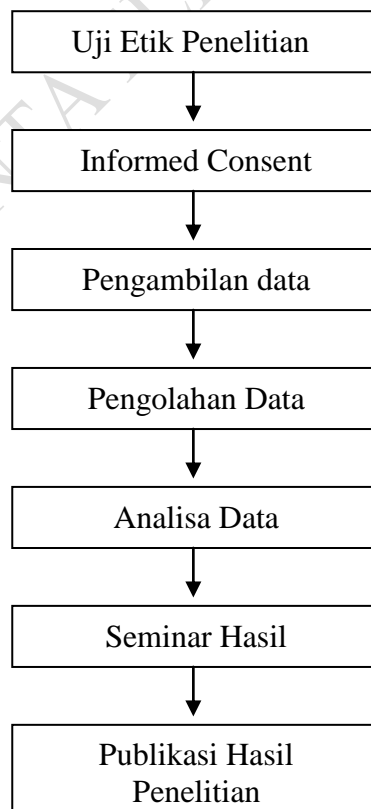 Uji Etik Penelitian
Informed Consent
Pengambilan data
Pengolahan Data
Analisa Data
Seminar Hasil
Publikasi Hasil
Penelitian